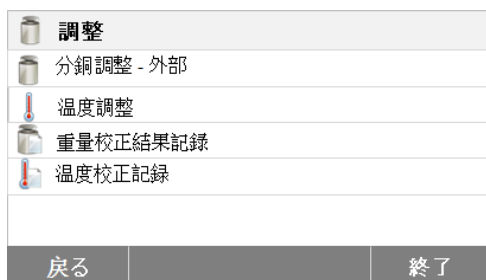 調整
分銅調整 - 外部
温度調整
重量校正結果記録
温度校正記録
戻る
終了